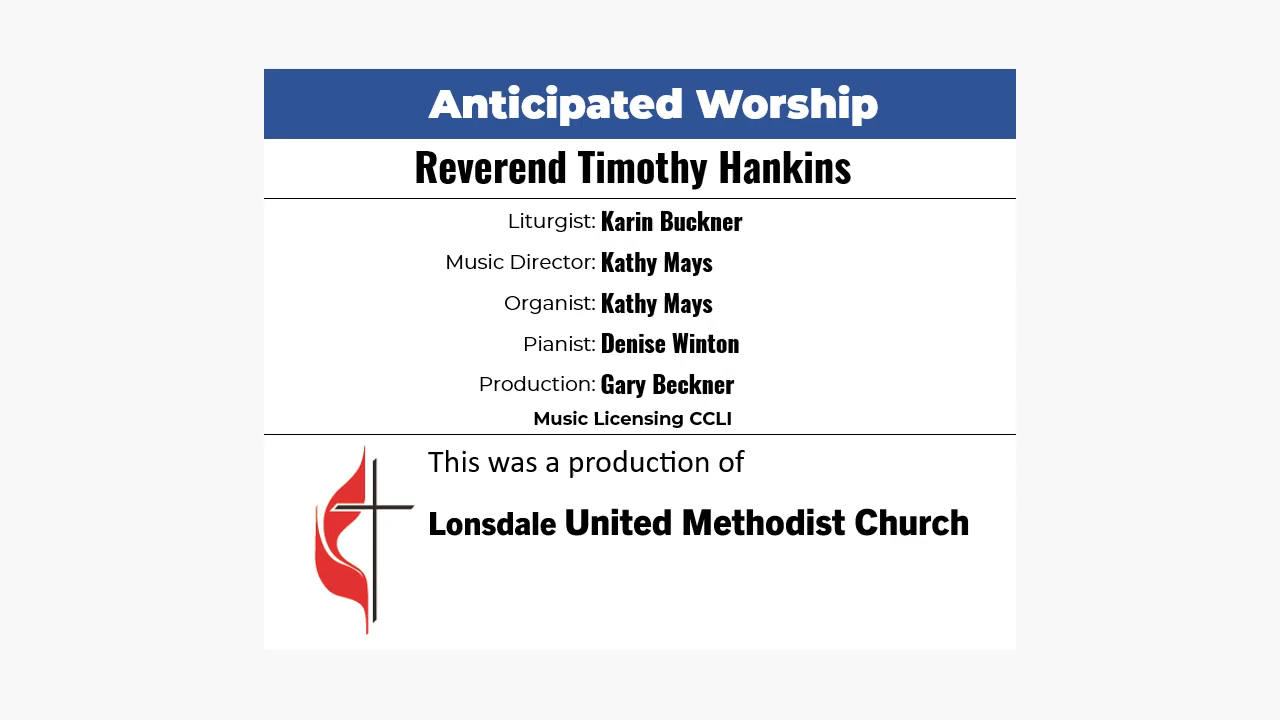 Anticipated Worship
Reverend Timothy Hankins
Liturgist: Karin Buckner
Music Director: Kathy Mays
Organist: Kathy Mays
Pianist: Denise Winton
Production: Gary Beckner
Music Licensing CCLI
This was a production of
Lonsdale United Methodist Church